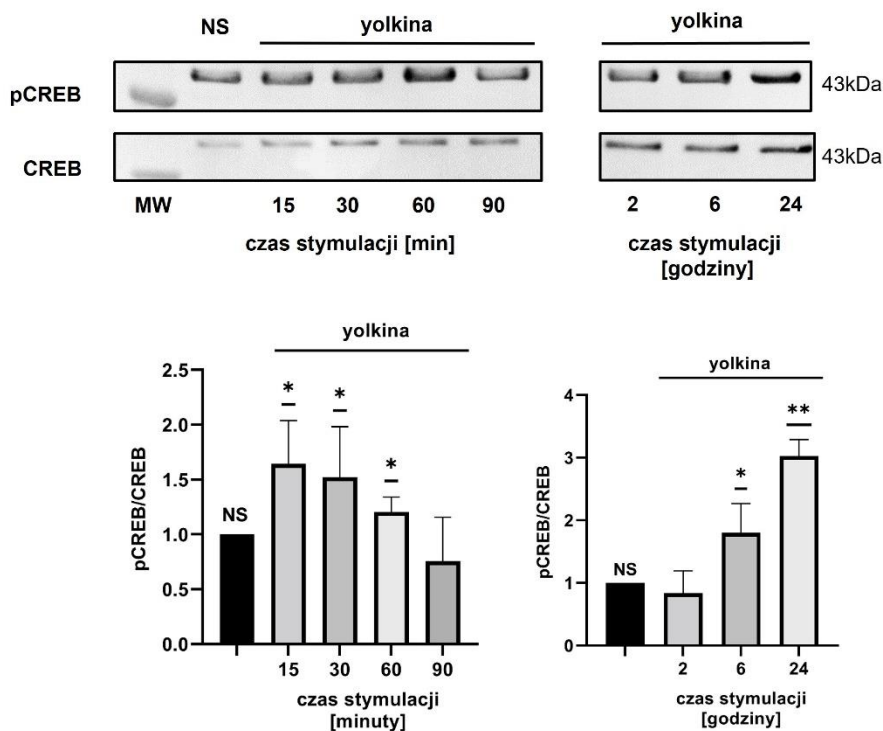 NS yolkina yolkina
pCREB 43kDa
CREB 43kDa
MW 15 30 60 90 2 6 24
czas stymulacji [min] czas stymulacji
[godziny]
yolkina
2.5
2.0
1.5
1.0
0.5
0.0
pCREB/CREB
NS * * *
15 30 60 90
czas stymulacji
[minuty]
yolkina
4
3
2
1
0
pCREB/CREB
NS * **
2 6 24
czas stymulacji
[godziny]